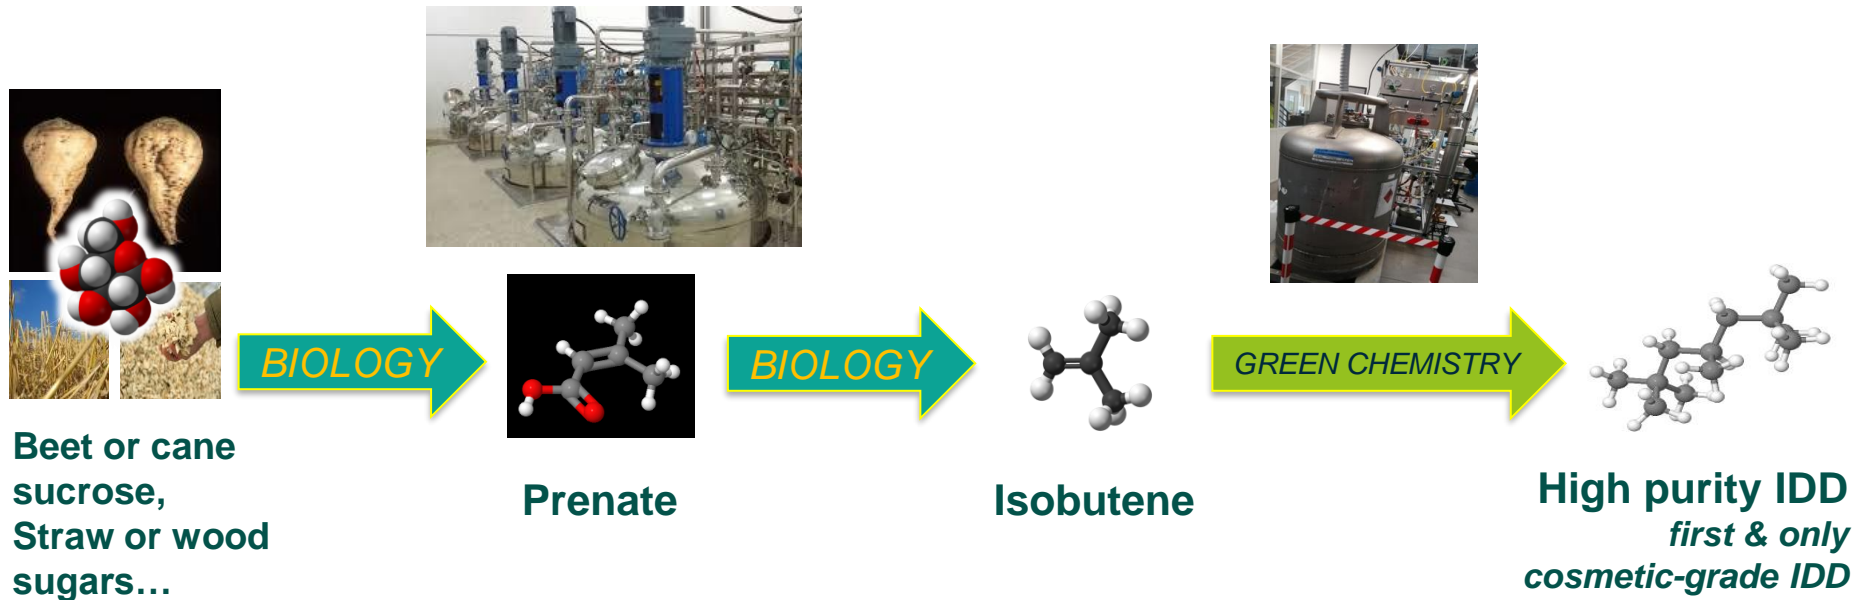 BIOLOGY
BIOLOGY
GREEN CHEMISTRY
Beet or cane
sucrose,
Straw or wood
sugars…
Prenate
Isobutene
High purity IDD
first & only
cosmetic-grade IDD